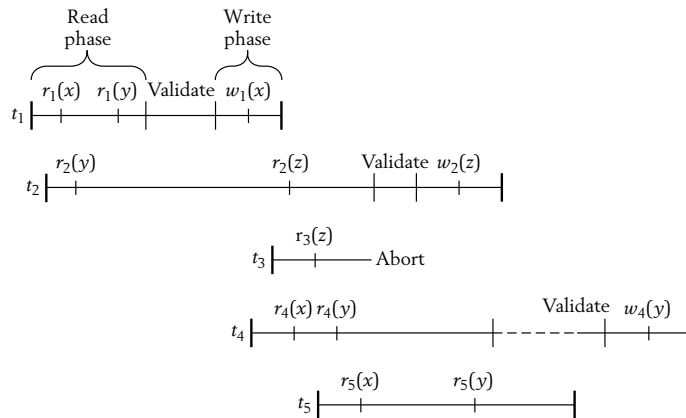 Read phase Write phase
r₁(x) r₁(y) Validate w₁(x)
t₁
r₂(y) r₂(z) Validate w₂(z)
t₂
r₃(z)
t₃ Abort
r₄(x) r₄(y) Validate w₄(y)
t₄
r₅(x) r₅(y)
t₅